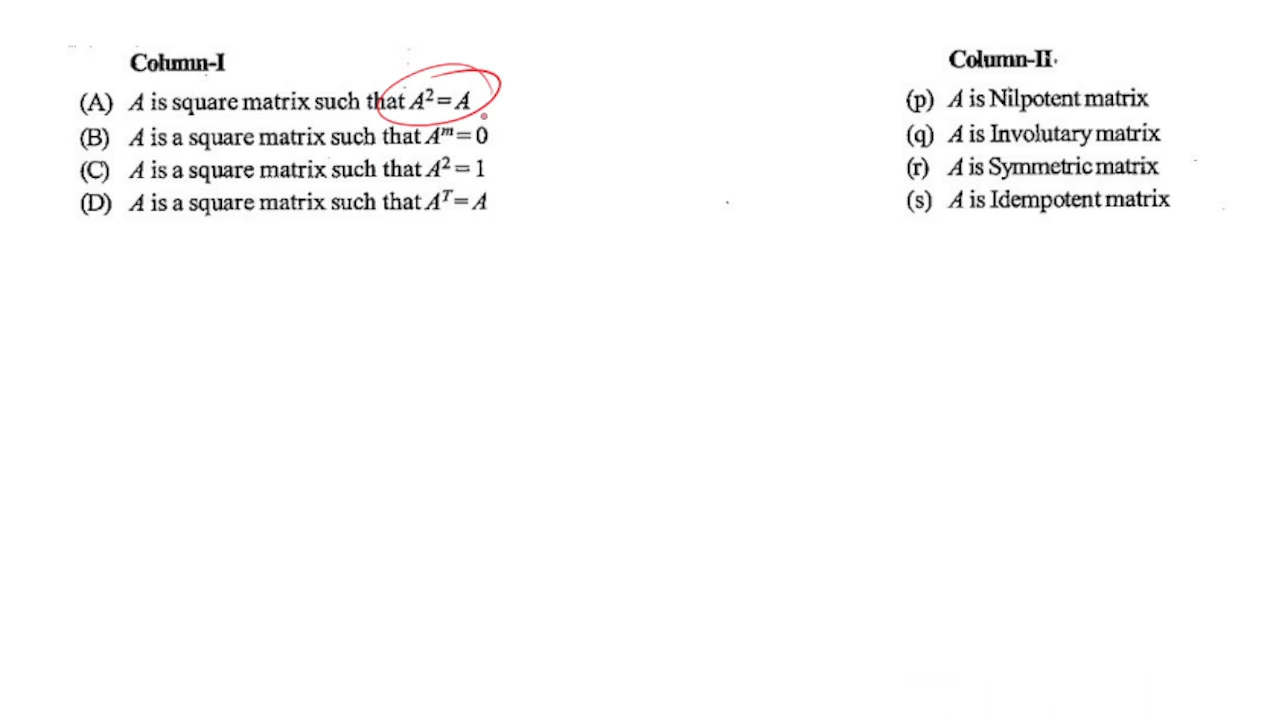 Column-I
(A) A is square matrix such that A² = A
(B) A is a square matrix such that Aᵐ = 0
(C) A is a square matrix such that A² = 1
(D) A is a square matrix such that Aᵀ = A
Column-II
(p) A is Nilpotent matrix
(q) A is Involutary matrix
(r) A is Symmetric matrix
(s) A is Idempotent matrix